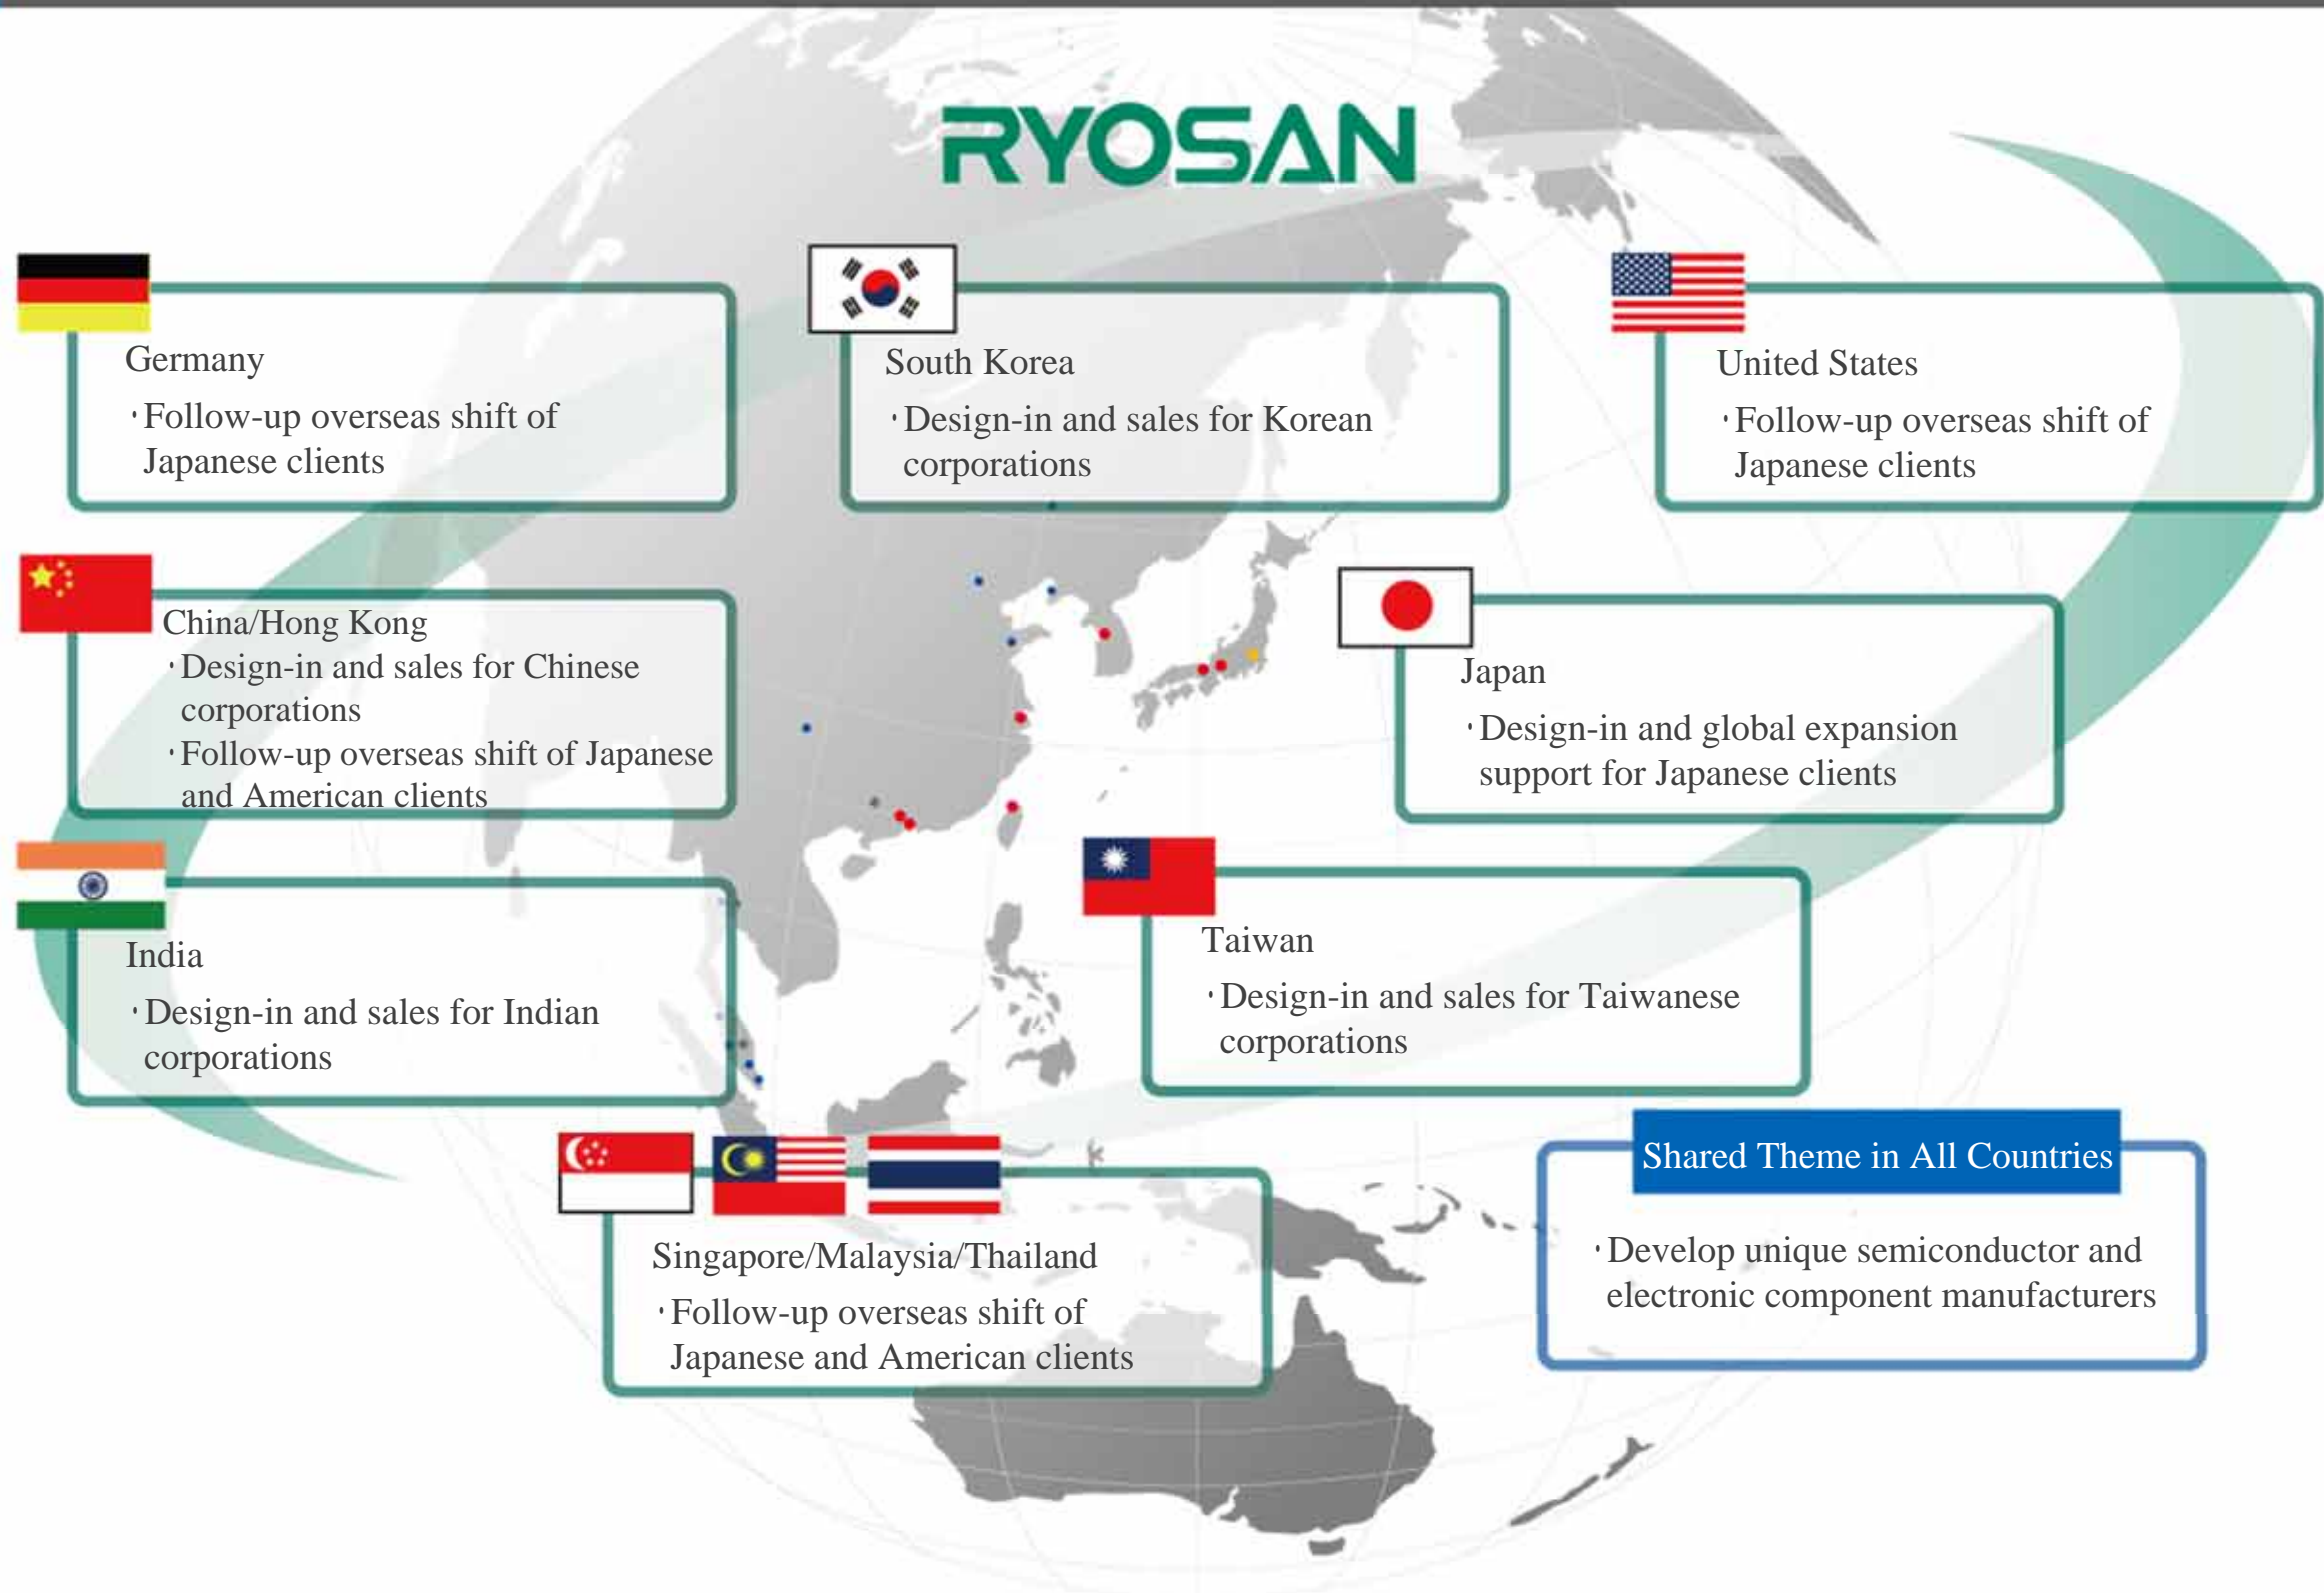 RYOSAN
Germany
・Follow-up overseas shift of
Japanese clients
South Korea
・Design-in and sales for Korean
corporations
United States
・Follow-up overseas shift of
Japanese clients
China/Hong Kong
・Design-in and sales for Chinese
corporations
・Follow-up overseas shift of Japanese
and American clients
Japan
・Design-in and global expansion
support for Japanese clients
India
・Design-in and sales for Indian
corporations
Taiwan
・Design-in and sales for Taiwanese
corporations
Singapore/Malaysia/Thailand
・Follow-up overseas shift of
Japanese and American clients
Shared Theme in All Countries
・Develop unique semiconductor and
electronic component manufacturers